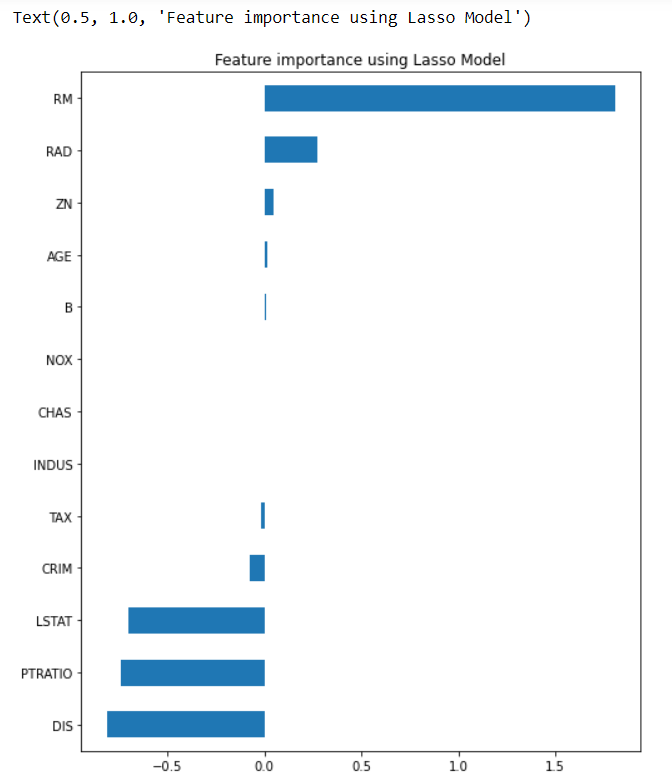 Text(0.5, 1.0, 'Feature importance using Lasso Model')
Feature importance using Lasso Model
RM
RAD
ZN
AGE
B
NOX
CHAS
INDUS
TAX
CRIM
LSTAT
PTRATIO
DIS
−0.5 0.0 0.5 1.0 1.5